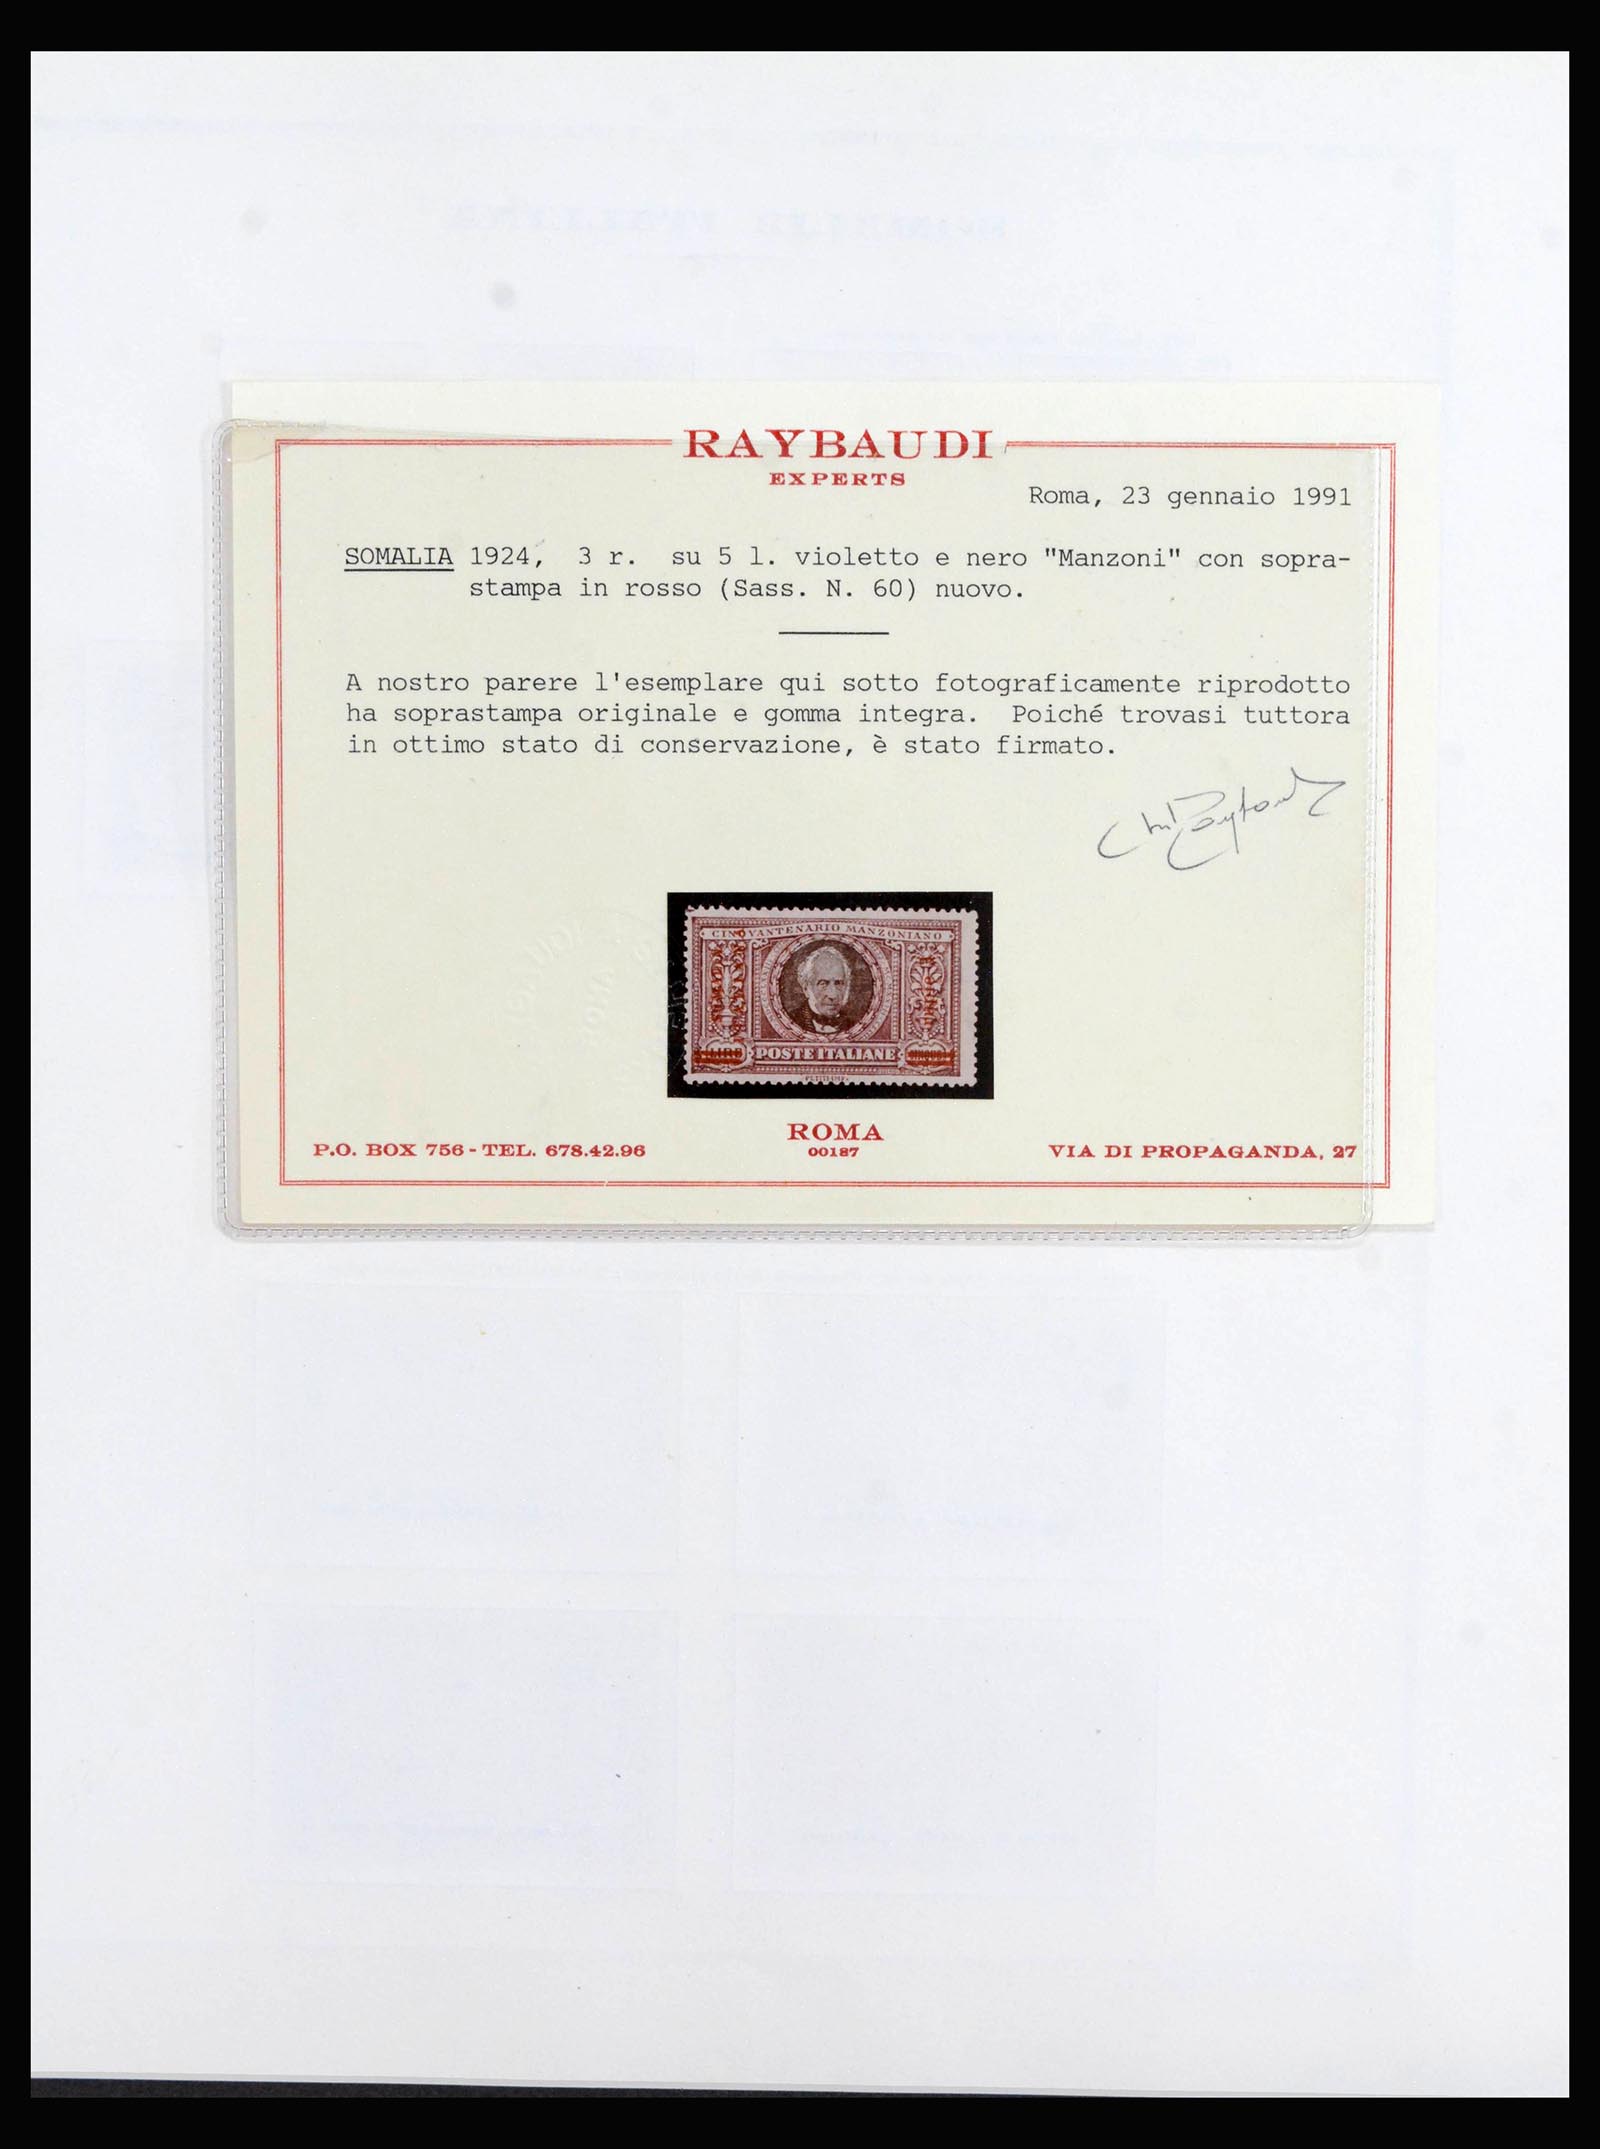 RAYBAUDI
EXPERTS
Roma, 23 gennaio 1991
SOMALIA 1924, 3 r. su 5 l. violetto e nero "Manzoni" con sopra-
stampa in rosso (Sass. N. 60) nuovo.
A nostro parere l'esemplare qui sotto fotograficamente riprodotto
ha soprastampa originale e gomma integra. Poiché trovasi tuttora
in ottimo stato di conservazione, è stato firmato.
CINQVANTENARIO MANZONIANO
POSTE ITALIANE
ROMA
00187
P.O. BOX 756 - TEL. 678.42.96
VIA DI PROPAGANDA, 27